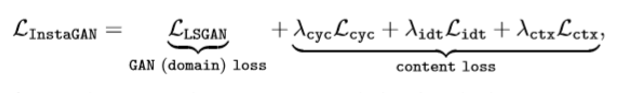 ℒ_InstaGAN = ℒ_LSGAN + λ_cyc ℒ_cyc + λ_idt ℒ_idt + λ_ctx ℒ_ctx,
GAN (domain) loss content loss